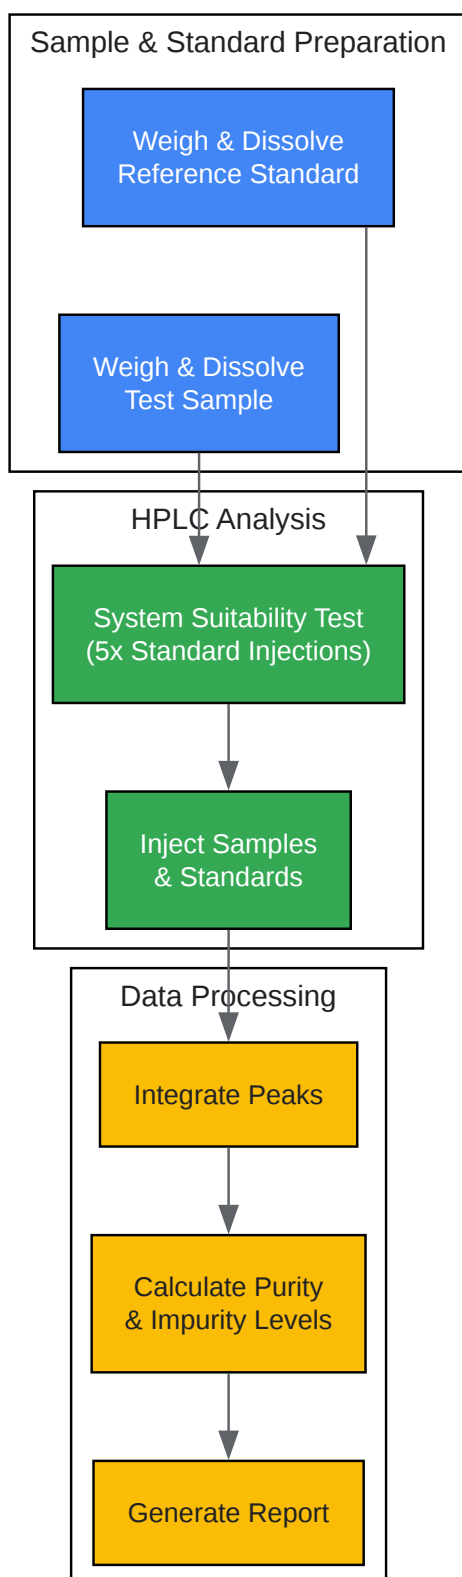 Sample & Standard Preparation
Weigh & Dissolve
Reference Standard
Weigh & Dissolve
Test Sample
HPLC Analysis
System Suitability Test
(5x Standard Injections)
Inject Samples
& Standards
Data Processing
Integrate Peaks
Calculate Purity
& Impurity Levels
Generate Report